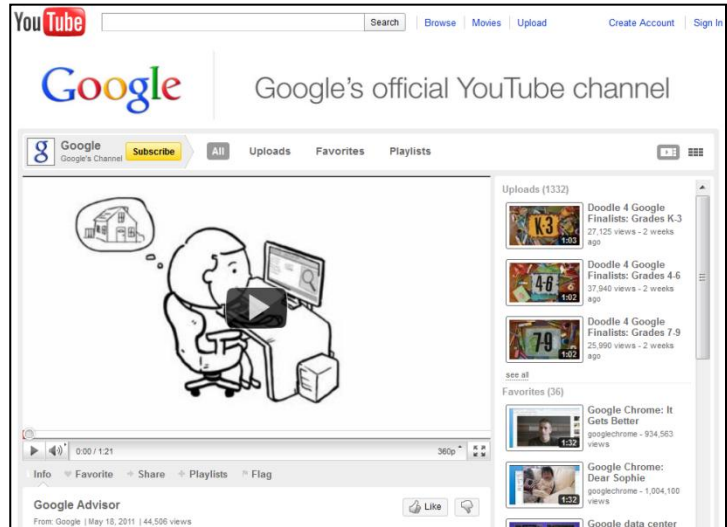 You Tube Search Browse Movies Upload Create Account Sign In
Google Google's official YouTube channel
Google
Google's Channel
Subscribe
All Uploads Favorites Playlists
Uploads (1332)
K-3
1:03
Doodle 4 Google
Finalists: Grades K-3
27,125 views - 2 weeks
ago
4-6
1:02
Doodle 4 Google
Finalists: Grades 4-6
37,940 views - 2 weeks
ago
7-9
1:02
Doodle 4 Google
Finalists: Grades 7-9
25,990 views - 2 weeks
ago
see all
Favorites (36)
1:32
Google Chrome: It
Gets Better
googlechrome - 934,563
views
1:32
Google Chrome:
Dear Sophie
googlechrome - 1,004,100
views
Google data center
0:00 / 1:21 360p
Info Favorite Share Playlists Flag
Google Advisor
From: Google | May 18, 2011 | 44,506 views
Like